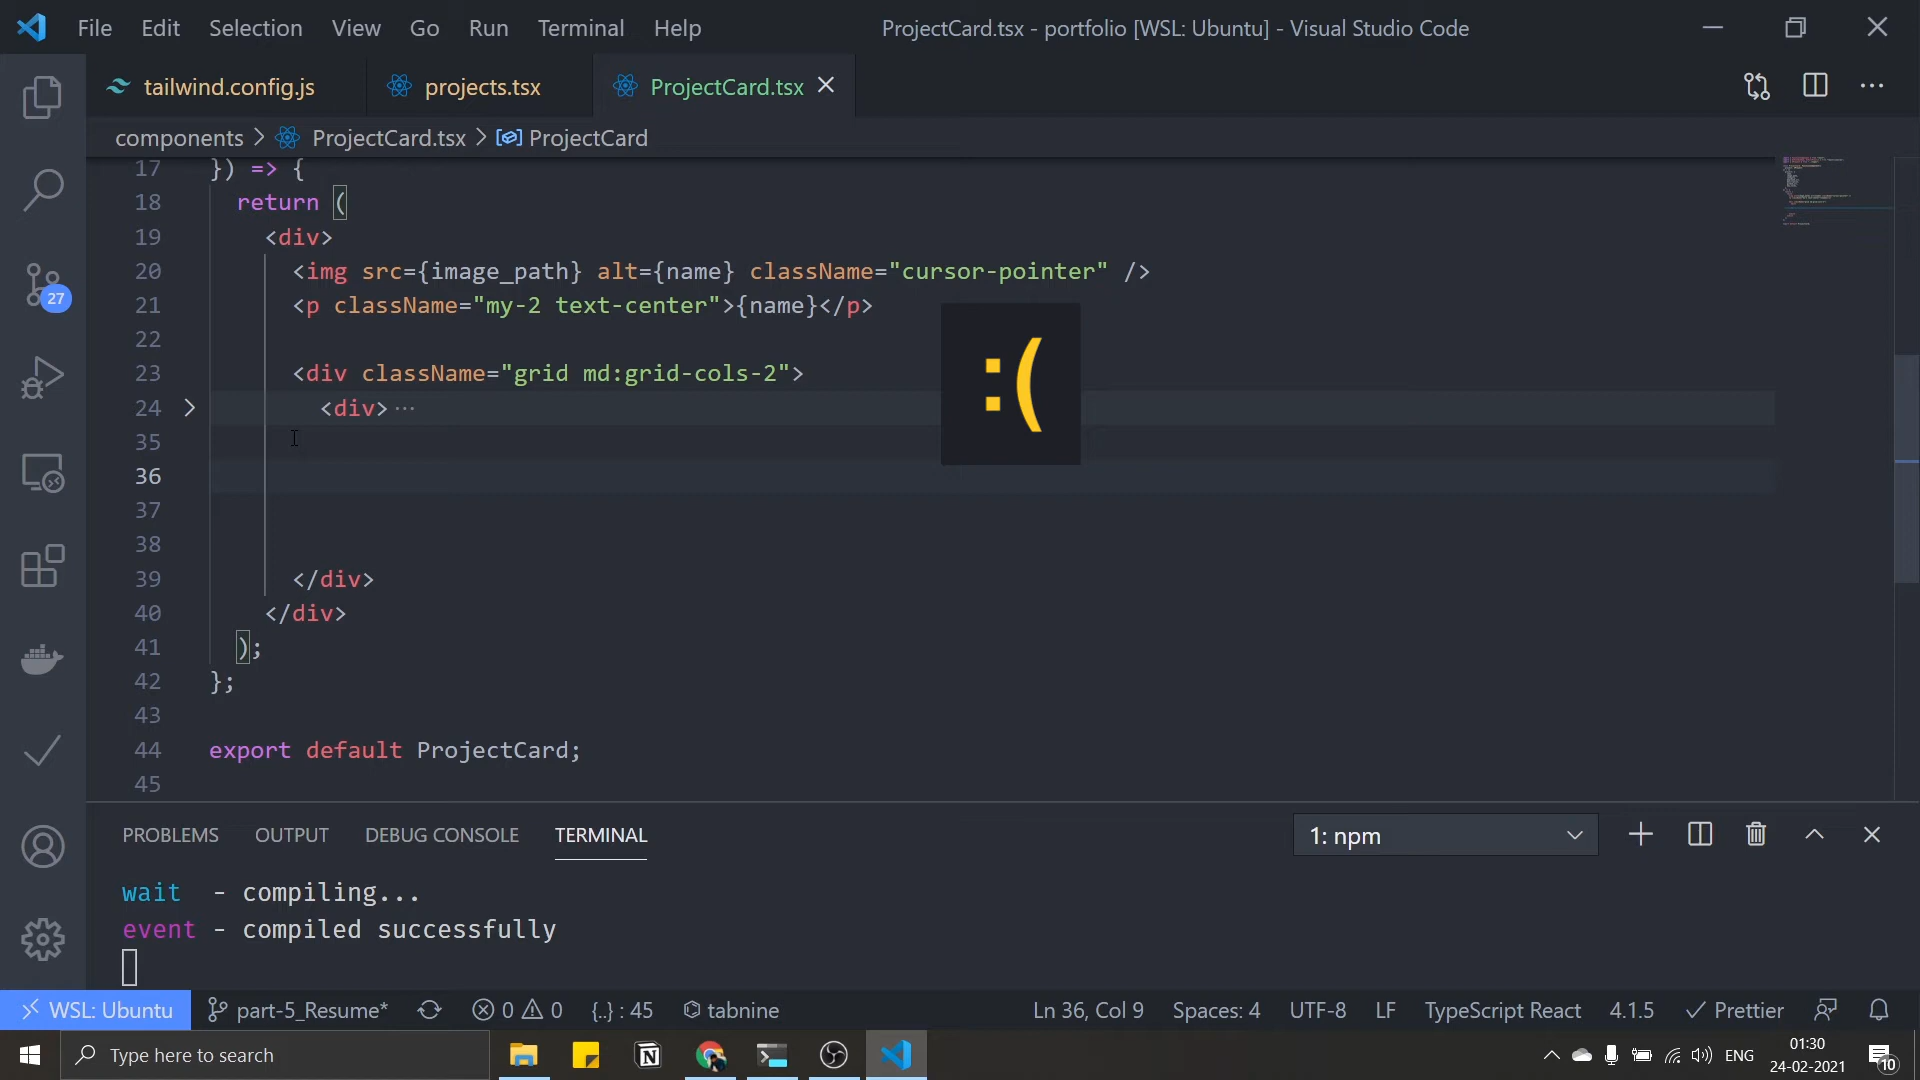 File Edit Selection View Go Run Terminal Help ProjectCard.tsx - portfolio [WSL: Ubuntu] - Visual Studio Code
tailwind.config.js projects.tsx ProjectCard.tsx
components > ProjectCard.tsx > ProjectCard
17 }) => {
18 return (
19 <div>
20 <img src={image_path} alt={name} className="cursor-pointer" />
21 <p className="my-2 text-center">{name}</p>
22
23 <div className="grid md:grid-cols-2">
24 <div>...
35
36
37
38
39 </div>
40 </div>
41 );
42 };
43
44 export default ProjectCard;
45
:(
27
PROBLEMS OUTPUT DEBUG CONSOLE TERMINAL 1: npm
wait - compiling...
event - compiled successfully
WSL: Ubuntu part-5_Resume* 0 0 {..} : 45 tabnine Ln 36, Col 9 Spaces: 4 UTF-8 LF TypeScript React 4.1.5 Prettier
Type here to search ENG 01:30
24-02-2021 10